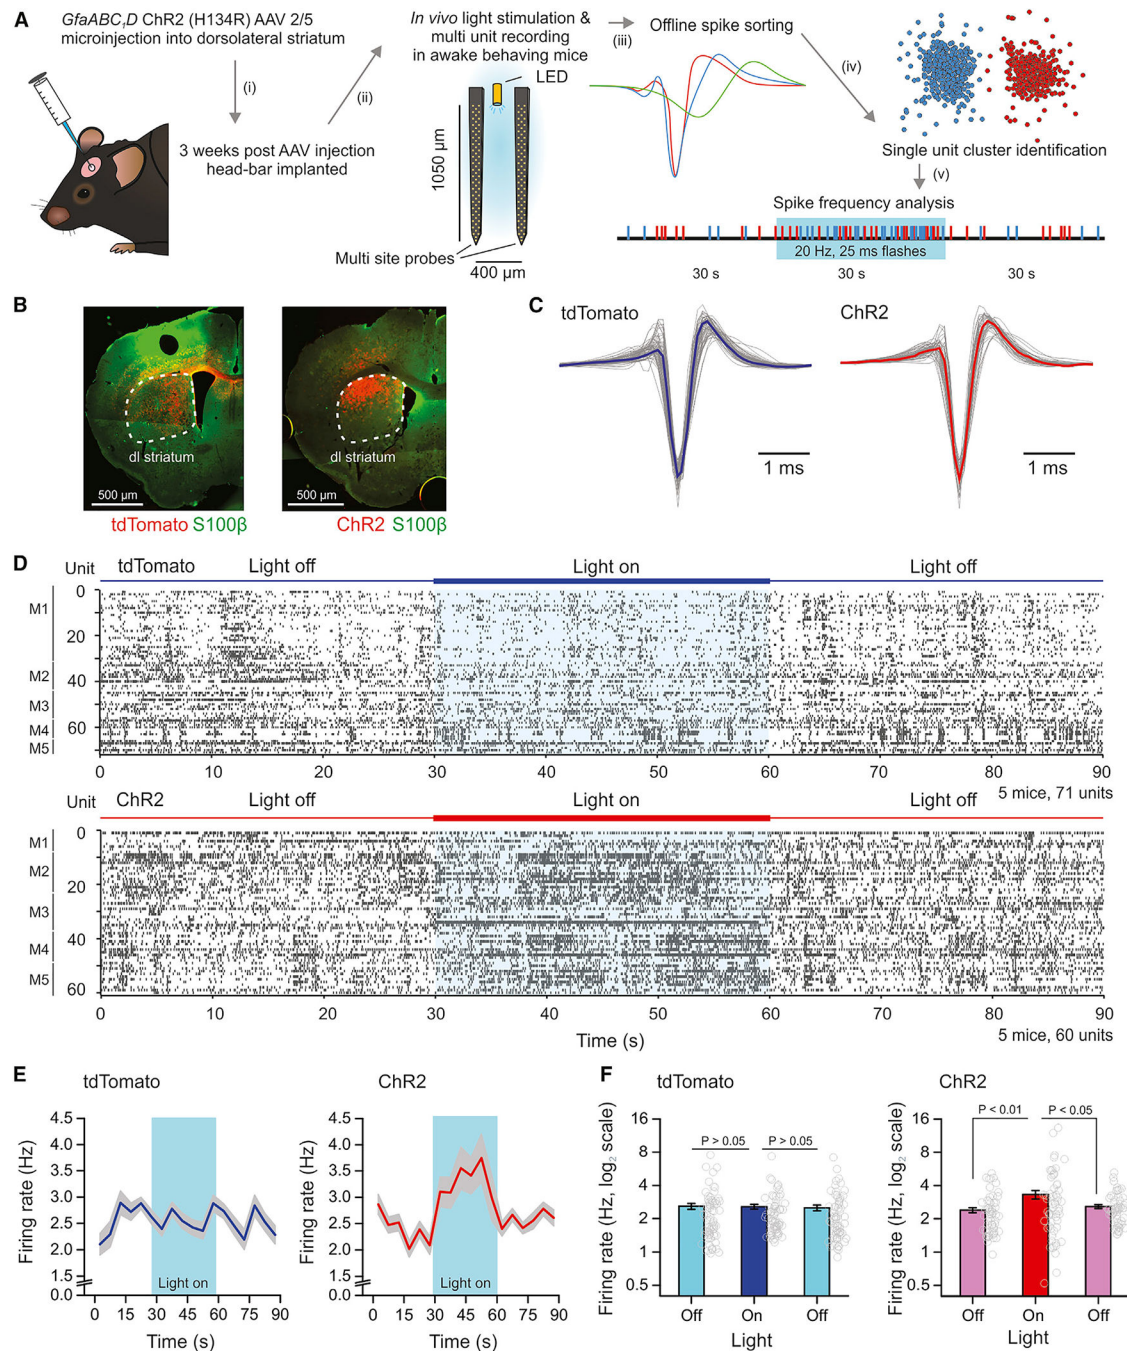 A
GfaABC1D ChR2 (H134R) AAV 2/5
microinjection into dorsolateral striatum
(i)
3 weeks post AAV injection
head-bar implanted
(ii)
In vivo light stimulation &
multi unit recording
in awake behaving mice
LED
1050 µm
Multi site probes
400 µm
(iii)
Offline spike sorting
(iv)
Single unit cluster identification
(v)
Spike frequency analysis
20 Hz, 25 ms flashes
30 s
30 s
30 s
B
dl striatum
500 µm
tdTomato S100β
dl striatum
500 µm
ChR2 S100β
C
tdTomato
1 ms
ChR2
1 ms
D
Unit
tdTomato
Light off
Light on
Light off
0
20
40
60
M1
M2
M3
M4
M5
0 10 20 30 40 50 60 70 80 90
5 mice, 71 units
Unit
ChR2
Light off
Light on
Light off
0
20
40
60
M1
M2
M3
M4
M5
0 10 20 30 40 50 60 70 80 90
Time (s)
5 mice, 60 units
E
tdTomato
Firing rate (Hz)
4.5
4.0
3.5
3.0
2.5
2.0
1.5
0.0
Light on
0 15 30 45 60 75 90
Time (s)
ChR2
Firing rate (Hz)
4.5
4.0
3.5
3.0
2.5
2.0
1.5
0.0
Light on
0 15 30 45 60 75 90
Time (s)
F
tdTomato
Firing rate (Hz, log2 scale)
16
8
4
2
1
0.5
P > 0.05
P > 0.05
Off On Off
Light
ChR2
Firing rate (Hz, log2 scale)
16
8
4
2
1
0.5
P < 0.01
P < 0.05
Off On Off
Light